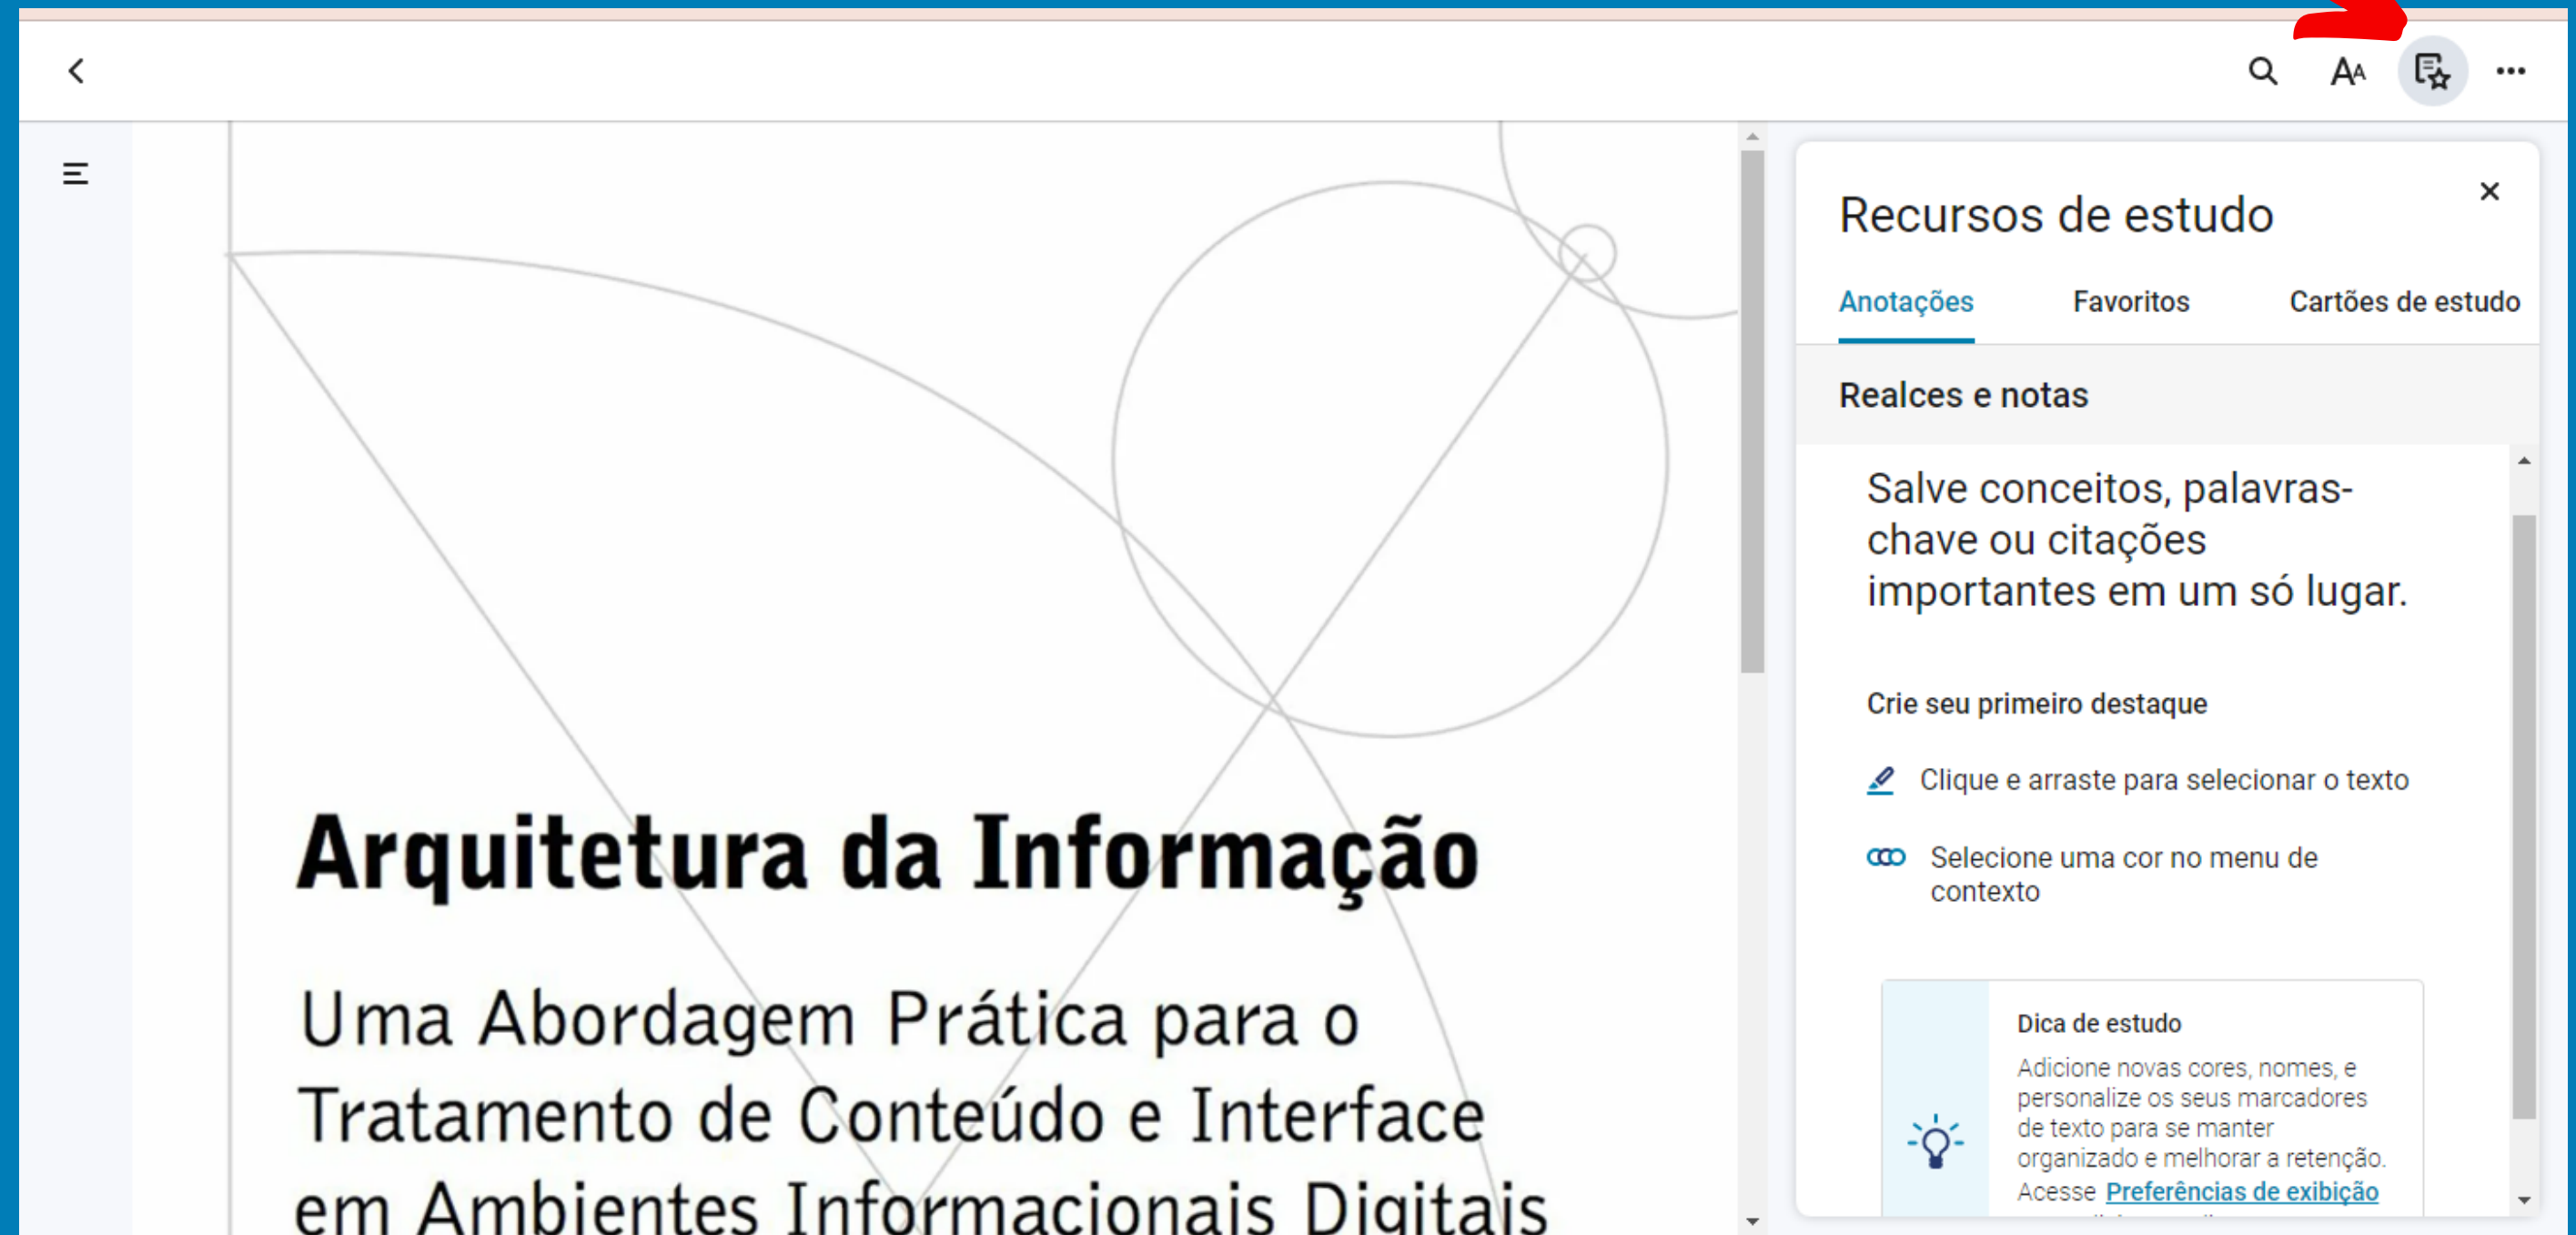 AA
Arquitetura da Informação
Uma Abordagem Prática para o
Tratamento de Conteúdo e Interface
em Ambientes Informacionais Digitais
Recursos de estudo
Anotações Favoritos Cartões de estudo
Realces e notas
Salve conceitos, palavras-
chave ou citações
importantes em um só lugar.
Crie seu primeiro destaque
Clique e arraste para selecionar o texto
Selecione uma cor no menu de
contexto
Dica de estudo
Adicione novas cores, nomes, e
personalize os seus marcadores
de texto para se manter
organizado e melhorar a retenção.
Acesse Preferências de exibição